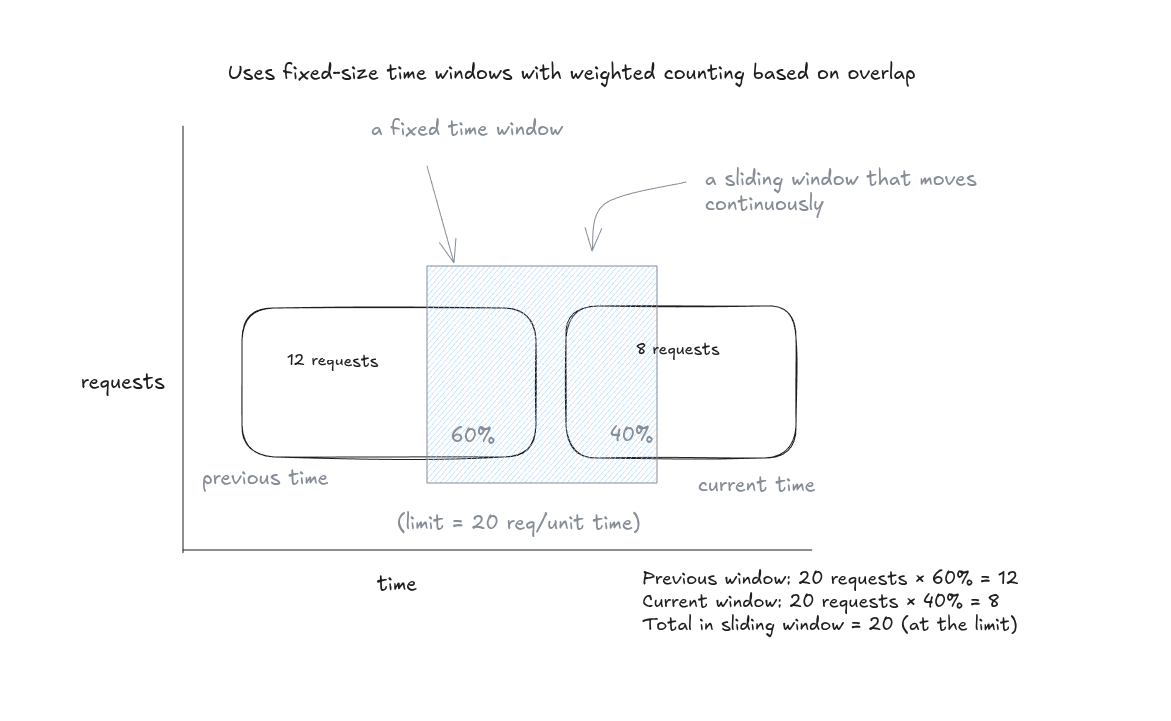 Uses fixed-size time windows with weighted counting based on overlap
a fixed time window
a sliding window that moves
continuously
12 requests
8 requests
requests
60%
40%
previous time
current time
(limit = 20 req/unit time)
time
Previous window: 20 requests × 60% = 12
Current window: 20 requests × 40% = 8
Total in sliding window = 20 (at the limit)